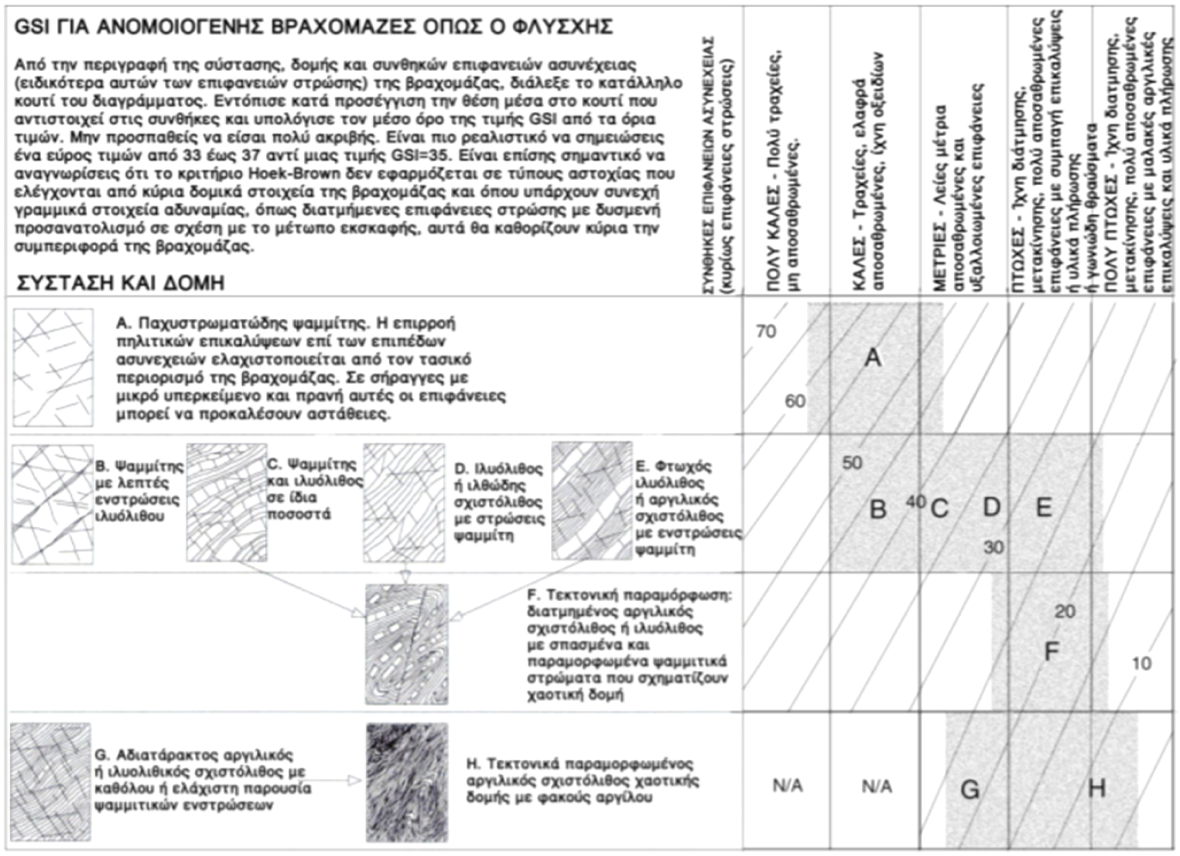 GSI ΓΙΑ ΑΝΟΜΟΙΟΓΕΝΗΣ ΒΡΑΧΟΜΑΖΕΣ ΟΠΩΣ Ο ΦΛΥΣΧΗΣ
Από την περιγραφή της σύστασης, δομής και συνθηκών επιφανειών ασυνέχειας
(ειδικότερα αυτών των επιφανειών στρώσης) της βραχομάζας, διάλεξε το κατάλληλο
κουτί του διαγράμματος. Εντόπισε κατά προσέγγιση την θέση μέσα στο κουτί που
αντιστοιχεί στις συνθήκες και υπολόγισε τον μέσο όρο της τιμής GSI από τα όρια
τιμών. Μην προσπαθείς να είσαι πολύ ακριβής. Είναι πιο ρεαλιστικό να σημειώσεις
ένα εύρος τιμών από 33 έως 37 αντί μιας τιμής GSI=35. Είναι επίσης σημαντικό να
αναγνωρίσεις ότι το κριτήριο Hoek-Brown δεν εφαρμόζεται σε τύπους αστοχίας που
ελέγχονται από κύρια δομικά στοιχεία της βραχομάζας και όπου υπάρχουν συνεχή
γραμμικά στοιχεία αδυναμίας, όπως διατμήμενες επιφάνειες στρώσης με δυσμενή
προσανατολισμό σε σχέση με το μέτωπο εκσκαφής, αυτά θα καθορίζουν κύρια την
συμπεριφορά της βραχομάζας.
ΣΥΣΤΑΣΗ ΚΑΙ ΔΟΜΗ
ΣΥΝΘΗΚΕΣ ΕΠΙΦΑΝΕΙΩΝ ΑΣΥΝΕΧΕΙΑΣ
(κυρίως επιφάνειες στρώσης)
ΠΟΛΥ ΚΑΛΕΣ - Πολύ τραχείες,
μη αποσαθρωμένες,
ΚΑΛΕΣ - Τραχείες, ελαφρά
αποσαθρωμένες, ίχνη οξειδίων
ΜΕΤΡΙΕΣ - Λείες μέτρια
αποσαθρωμένες και
υξαλλοιωμένες επιφάνειες
ΠΤΩΧΕΣ - Ίχνη διάτμησης,
μετακίνησης, πολύ αποσαθρωμένες
επιφάνειες με συμπαγή επικαλύψεις
ή υλικά πλήρωσης
ή γωνιώδη θραύσματα
ΠΟΛΥ ΠΤΩΧΕΣ - Ίχνη διατμησης,
μετακίνησης, πολύ αποσαθρωμένες
επιφάνειες με μαλακές αργιλικές
επικαλύψεις και υλικά πλήρωσης
A. Παχυστρωματώδης ψαμμίτης. Η επιρροή
πηλιτικών επικαλύψεων επί των επιπέδων
ασυνεχειών ελαχιστοποιείται από τον τασικό
περιορισμό της βραχομάζας. Σε σήραγγες με
μικρό υπερκείμενο και πρανή αυτές οι επιφάνειες
μπορεί να προκαλέσουν αστάθειες.
70
60
A
B. Ψαμμίτης
με λεπτές
ενστρώσεις
ιλυόλιθου
C. Ψαμμίτης
και ιλυόλιθος
σε ίδια
ποσοστά
D. Ιλυόλιθος
ή ιλθώδης
σχιστόλιθος
με στρώσεις
ψαμμίτη
E. Φτωχός
ιλυόλιθος
ή αργιλικός
σχιστόλιθος
με ενστρώσεις
ψαμμίτη
50
B
40
C
D
30
E
F. Τεκτονική παραμόρφωση:
διατμημένος αργιλικός
σχιστόλιθος ή ιλυόλιθος
με σπασμένα και
παραμορφωμένα ψαμμιτικά
στρώματα που σχηματίζουν
χαοτική δομή
20
F
10
G. Αδιατάρακτο αργιλικός
ή ιλυολιθικός σχιστόλιθος με
καθόλου ή ελάχιστη παρουσία
ψαμμιτικών ενστρώσεων
H. Τεκτονικά παραμορφωμένος
αργιλικός σχιστόλιθος χαοτικής
δομής με φακούς αργίλου
N/A
N/A
G
H